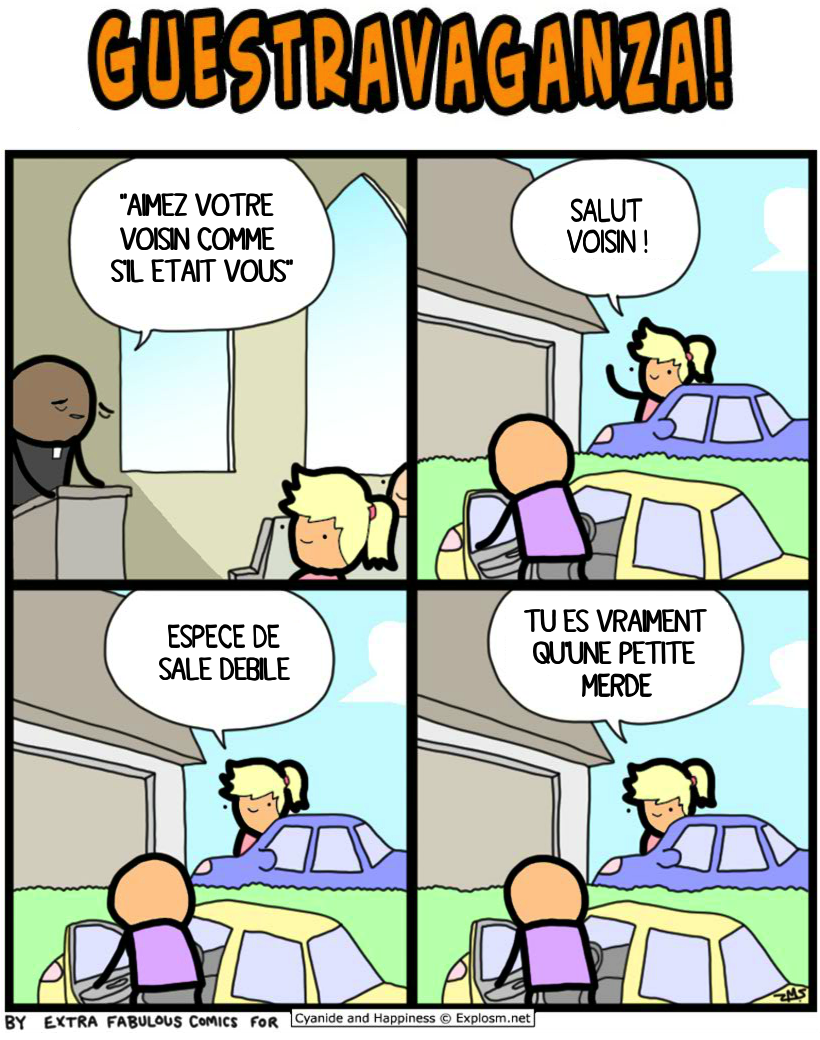 GUESTRAVAGANZA!
"AIMEZ VOTRE
VOISIN COMME
S'IL ETAIT VOUS"
SALUT
VOISIN !
ESPECE DE
SALE DEBILE
TU ES VRAIMENT
QU'UNE PETITE
MERDE
ZMS
BY EXTRA FABULOUS COMICS FOR Cyanide and Happiness © Explosm.net